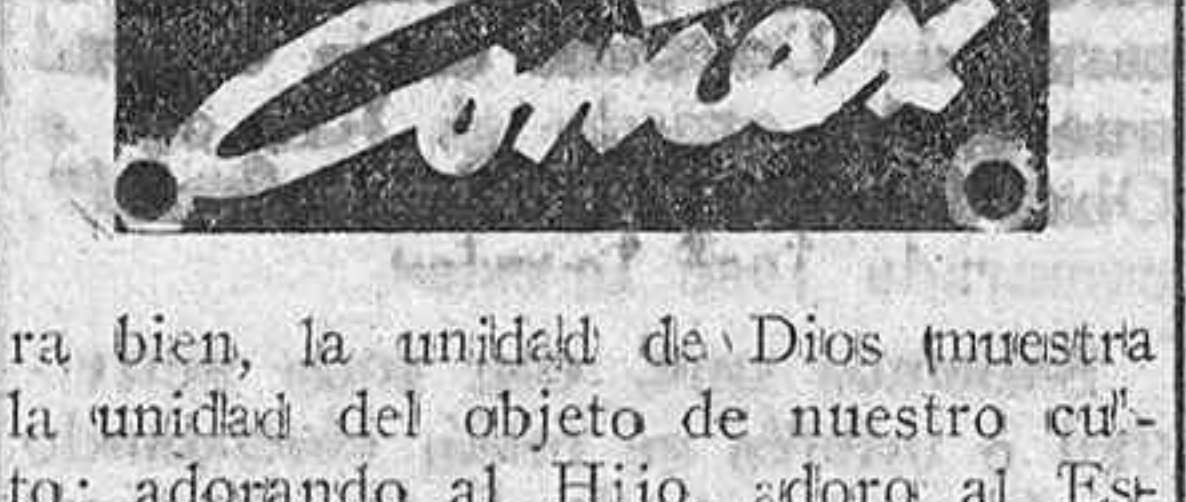 Comex
ra bien, la unidad de Dios muestra
la unidad del objeto de nuestro cul-
to; adorando al Hijo, adoro al Es-